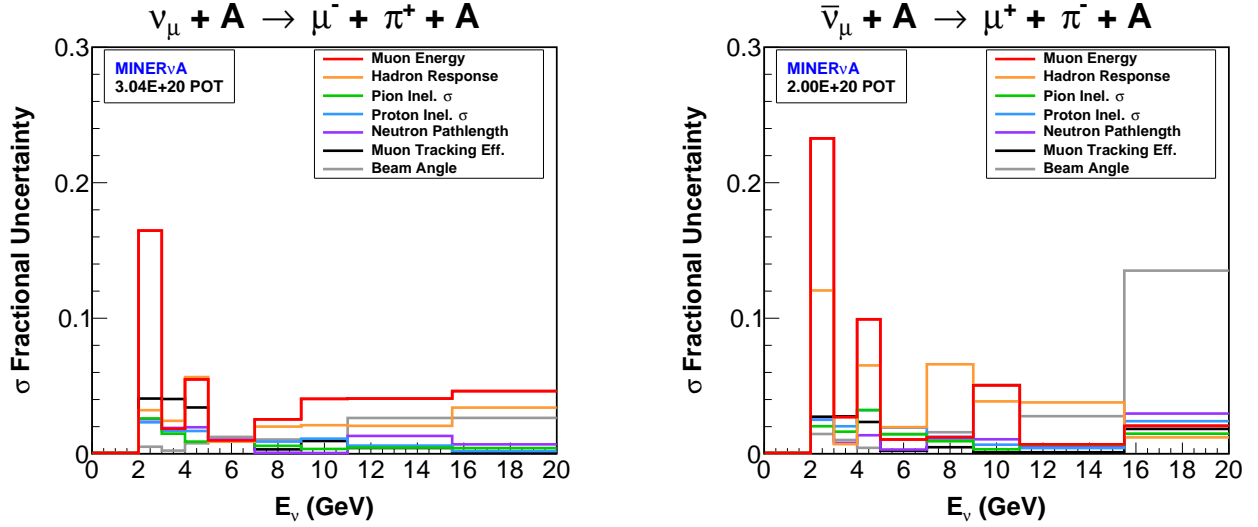 νμ + A → μ- + π+ + A
0.3
0.2
0.1
0
σ Fractional Uncertainty
MINERνA
3.04E+20 POT
Muon Energy
Hadron Response
Pion Inel. σ
Proton Inel. σ
Neutron Pathlength
Muon Tracking Eff.
Beam Angle
0 2 4 6 8 10 12 14 16 18 20
Eν (GeV)
ν̄μ + A → μ+ + π- + A
0.3
0.2
0.1
0
σ Fractional Uncertainty
MINERνA
2.00E+20 POT
Muon Energy
Hadron Response
Pion Inel. σ
Proton Inel. σ
Neutron Pathlength
Muon Tracking Eff.
Beam Angle
0 2 4 6 8 10 12 14 16 18 20
Eν (GeV)